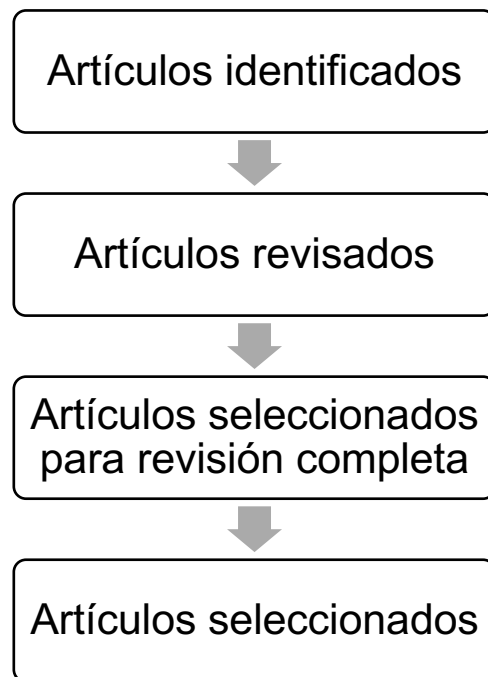 Artículos identificados
Artículos revisados
Artículos seleccionados
para revisión completa
Artículos seleccionados